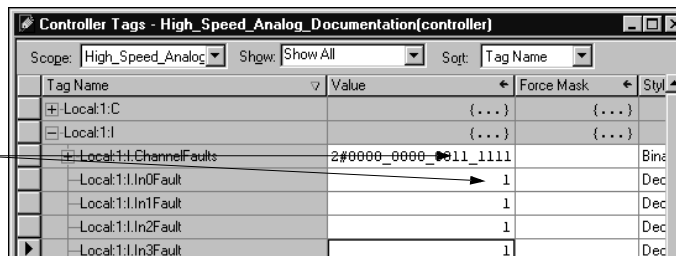 Controller Tags - High_Speed_Analog_Documentation(controller)
Scope: High_Speed_Analog Show: Show All Sort: Tag Name
Tag Name Value Force Mask Styl
Local:1:C {...} {...}
Local:1:I {...} {...}
Local:1:I.ChannelFaults 2#0000_0000_0011_1111 Bina
Local:1:I.In0Fault 1 Dec
Local:1:I.In1Fault 1 Dec
Local:1:I.In2Fault 1 Dec
Local:1:I.In3Fault 1 Dec